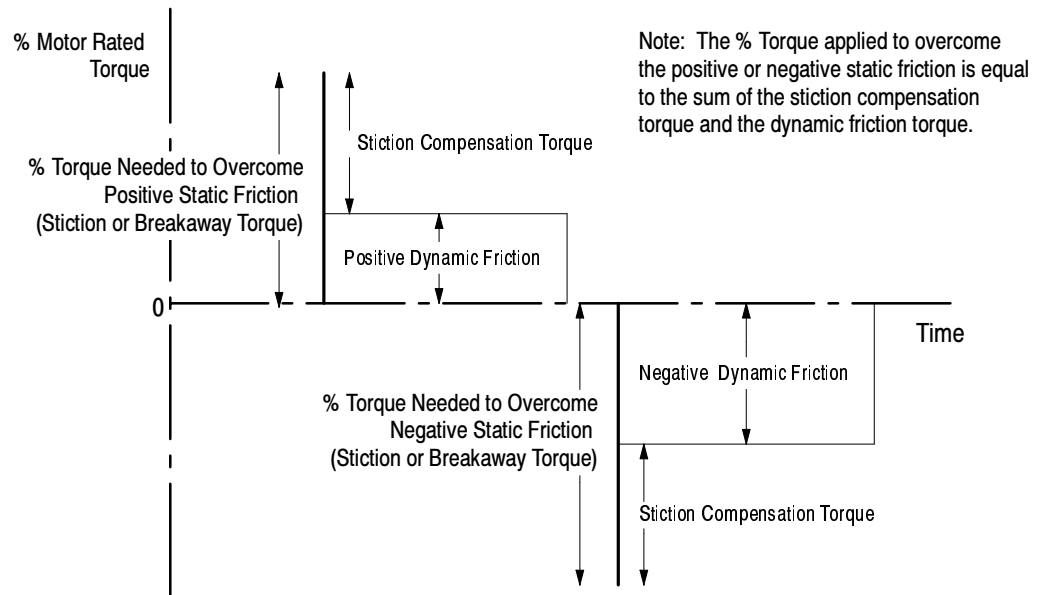 % Motor Rated
Torque
Note: The % Torque applied to overcome
the positive or negative static friction is equal
to the sum of the stiction compensation
torque and the dynamic friction torque.
Stiction Compensation Torque
% Torque Needed to Overcome
Positive Static Friction
(Stiction or Breakaway Torque)
Positive Dynamic Friction
0
Time
Negative Dynamic Friction
% Torque Needed to Overcome
Negative Static Friction
(Stiction or Breakaway Torque)
Stiction Compensation Torque